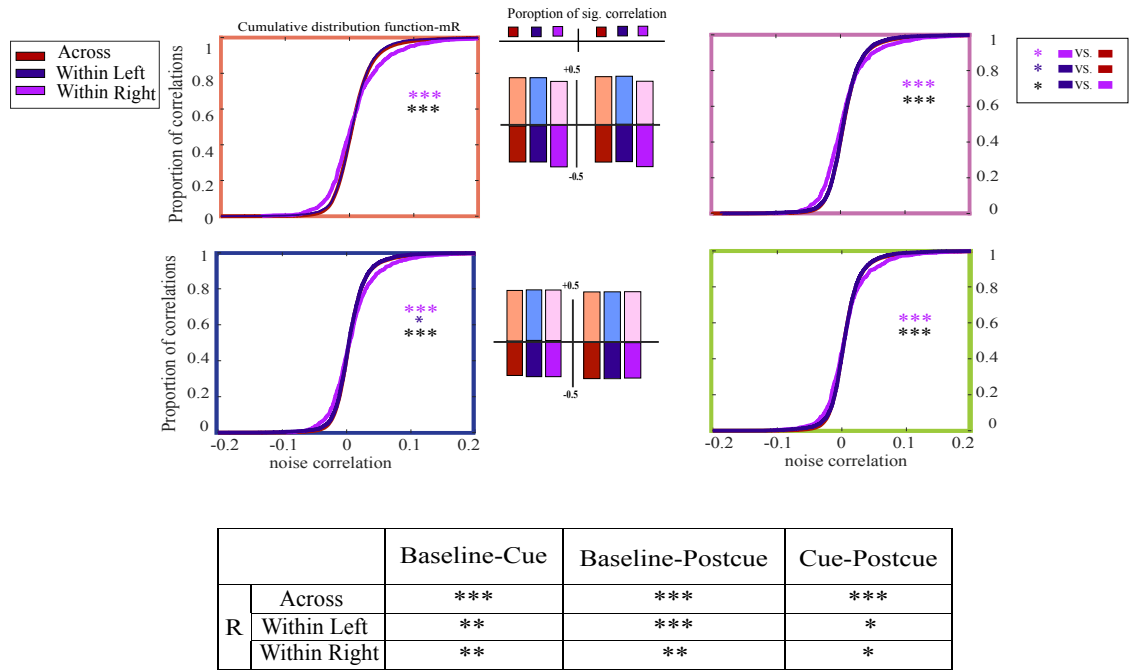 Cumulative distribution function-mR
Poroption of sig. correlation
Across
Within Left
Within Right
* VS.
* VS.
* VS.
Proportion of correlations
1
0.8
0.6
0.4
0.2
0
***
***
+0.5
-0.5
***
***
1
0.8
0.6
0.4
0.2
0
Proportion of correlations
1
0.8
0.6
0.4
0.2
0
***
*
***
-0.2
-0.1
0
0.1
0.2
noise correlation
+0.5
-0.5
***
***
1
0.8
0.6
0.4
0.2
0
-0.2
-0.1
0
0.1
0.2
noise correlation
Baseline-Cue Baseline-Postcue Cue-Postcue
R
Across *** *** ***
Within Left ** *** *
Within Right ** ** *